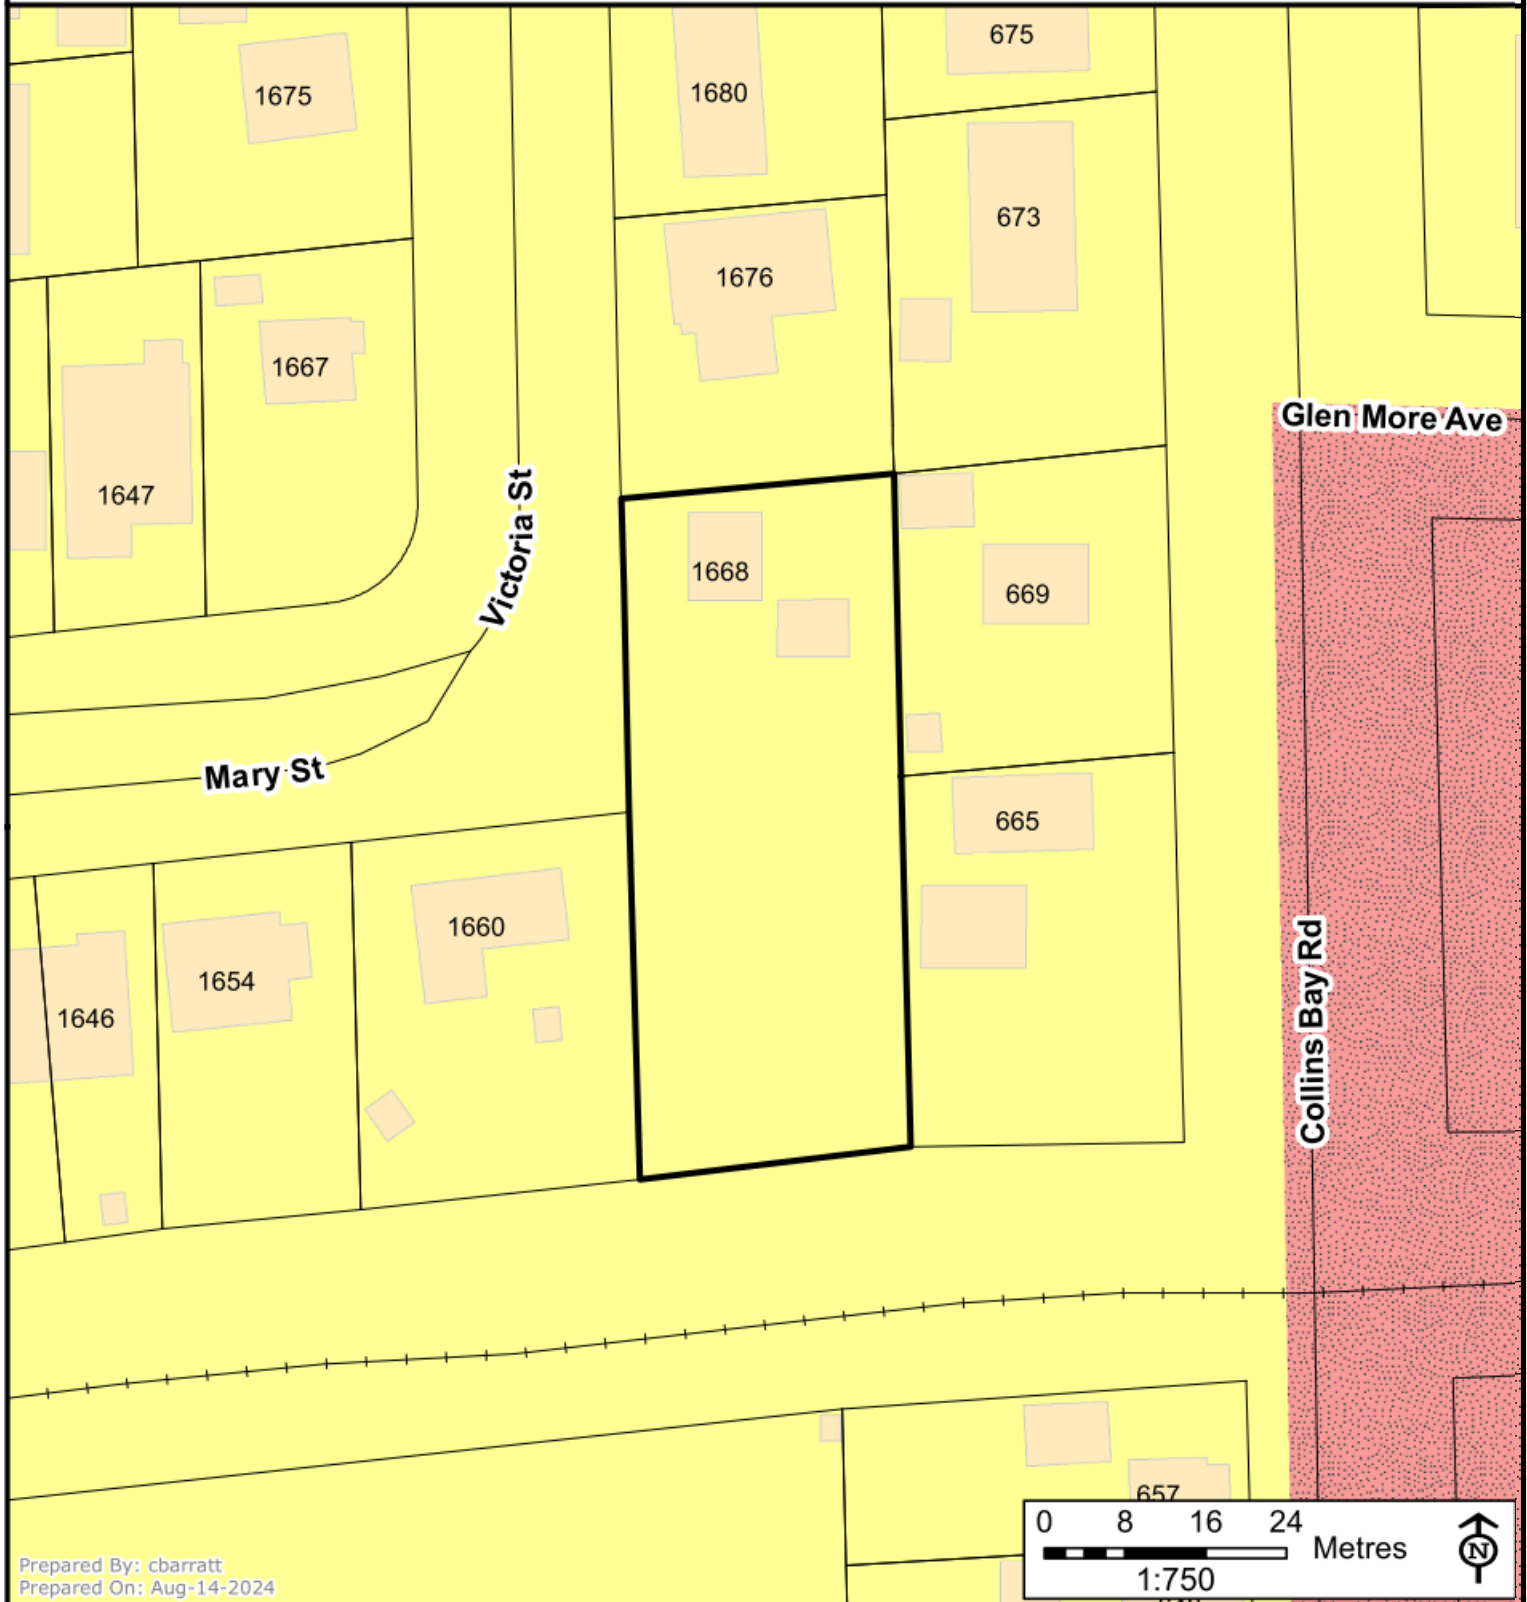 675
1675
1680
673
1676
1667
Glen More Ave
1647
Victoria St
1668
669
Mary St
665
1660
1654
1646
Collins Bay Rd
657
0 8 16 24
Metres
N
1:750
Prepared By: cbarratt
Prepared On: Aug-14-2024